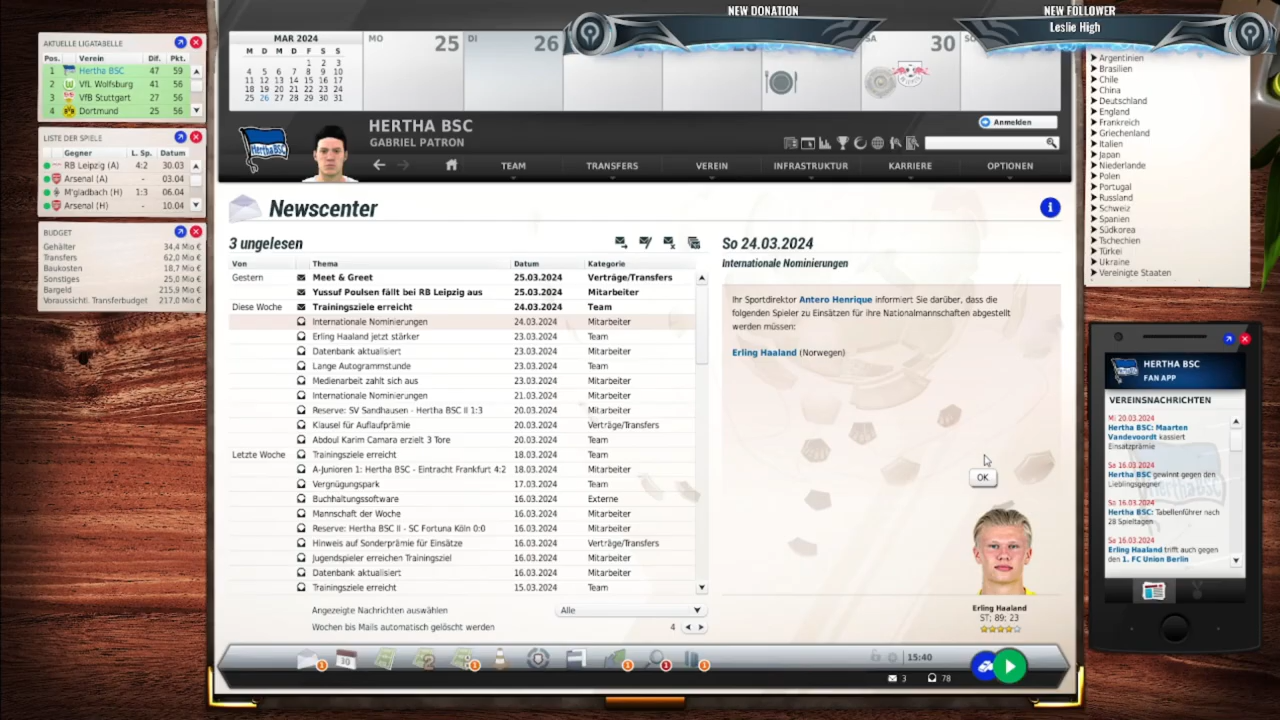 NEW DONATION
NEW FOLLOWER
Leslie High
AKTUELLE LIGATABELLE
Pos. Verein Dif. Pkt.
1 Hertha BSC 47 59
2 VfL Wolfsburg 41 56
3 VfB Stuttgart 27 56
4 Dortmund 25 56
LISTE DER SPIELE
Gegner L. Sp. Datum
RB Leipzig (A) 4:2 30.03
Arsenal (A) - 03.04
M'gladbach (H) 1:3 06.04
Arsenal (H) - 10.04
BUDGET
Gehälter 34,4 Mio €
Transfers 62,0 Mio €
Baukosten 18,7 Mio €
Sonstiges 25,0 Mio €
Bargeld 215,9 Mio €
Voraussichtl. Transferbudget 217,0 Mio €
MAR 2024
M D M D F S S
1 2 3
4 5 6 7 8 9 10
11 12 13 14 15 16 17
18 19 20 21 22 23 24
25 26 27 28 29 30 31
MO 25
DI 26
SA 30
HERTHA BSC
GABRIEL PATRON
Anmelden
TEAM TRANSFERS VEREIN INFRASTRUKTUR KARRIERE OPTIONEN
Newscenter
3 ungelesen
Von Thema Datum Kategorie
Gestern Meet & Greet 25.03.2024 Verträge/Transfers
Yussuf Poulsen fällt bei RB Leipzig aus 25.03.2024 Mitarbeiter
Diese Woche Trainingsziele erreicht 24.03.2024 Team
Internationale Nominierungen 24.03.2024 Mitarbeiter
Erling Haaland jetzt stärker 23.03.2024 Team
Datenbank aktualisiert 23.03.2024 Mitarbeiter
Lange Autogrammstunde 23.03.2024 Team
Medienarbeit zahlt sich aus 23.03.2024 Mitarbeiter
Internationale Nominierungen 21.03.2024 Mitarbeiter
Reserve: SV Sandhausen - Hertha BSC II 1:3 20.03.2024 Mitarbeiter
Klausel für Auflaufprämie 20.03.2024 Verträge/Transfers
Abdoul Karim Camara erzielt 3 Tore 20.03.2024 Team
Letzte Woche Trainingsziele erreicht 18.03.2024 Team
A-Junioren 1: Hertha BSC - Eintracht Frankfurt 4:2 18.03.2024 Mitarbeiter
Vergnügungspark 17.03.2024 Team
Buchhaltungssoftware 16.03.2024 Externe
Mannschaft der Woche 16.03.2024 Mitarbeiter
Reserve: Hertha BSC II - SC Fortuna Köln 0:0 16.03.2024 Mitarbeiter
Hinweis auf Sonderprämie für Einsätze 16.03.2024 Verträge/Transfers
Jugendspieler erreichen Trainingsziel 16.03.2024 Mitarbeiter
Datenbank aktualisiert 16.03.2024 Mitarbeiter
Trainingsziele erreicht 15.03.2024 Team
Angezeigte Nachrichten auswählen Alle
Wochen bis Mails automatisch gelöscht werden 4
So 24.03.2024
Internationale Nominierungen
Ihr Sportdirektor Antero Henrique informiert Sie darüber, dass die
folgenden Spieler zu Einsätzen für ihre Nationalmannschaften abgestellt
werden müssen:
Erling Haaland (Norwegen)
OK
Erling Haaland
ST; 89; 23
15:40
3 78
Argentinien
Brasilien
Chile
China
Deutschland
England
Frankreich
Griechenland
Italien
Japan
Niederlande
Polen
Portugal
Russland
Schweiz
Spanien
Südkorea
Tschechien
Türkei
Ukraine
Vereinigte Staaten
HERTHA BSC
FAN APP
VEREINSNACHRICHTEN
Mi 20.03.2024
Hertha BSC: Maarten
Vandevoordt kassiert
Einsatzprämie
Sa 16.03.2024
Hertha BSC gewinnt gegen den
Lieblingsgegner
Sa 16.03.2024
Hertha BSC: Tabellenführer nach
28 Spieltagen
Sa 16.03.2024
Erling Haaland trifft auch gegen
den 1. FC Union Berlin